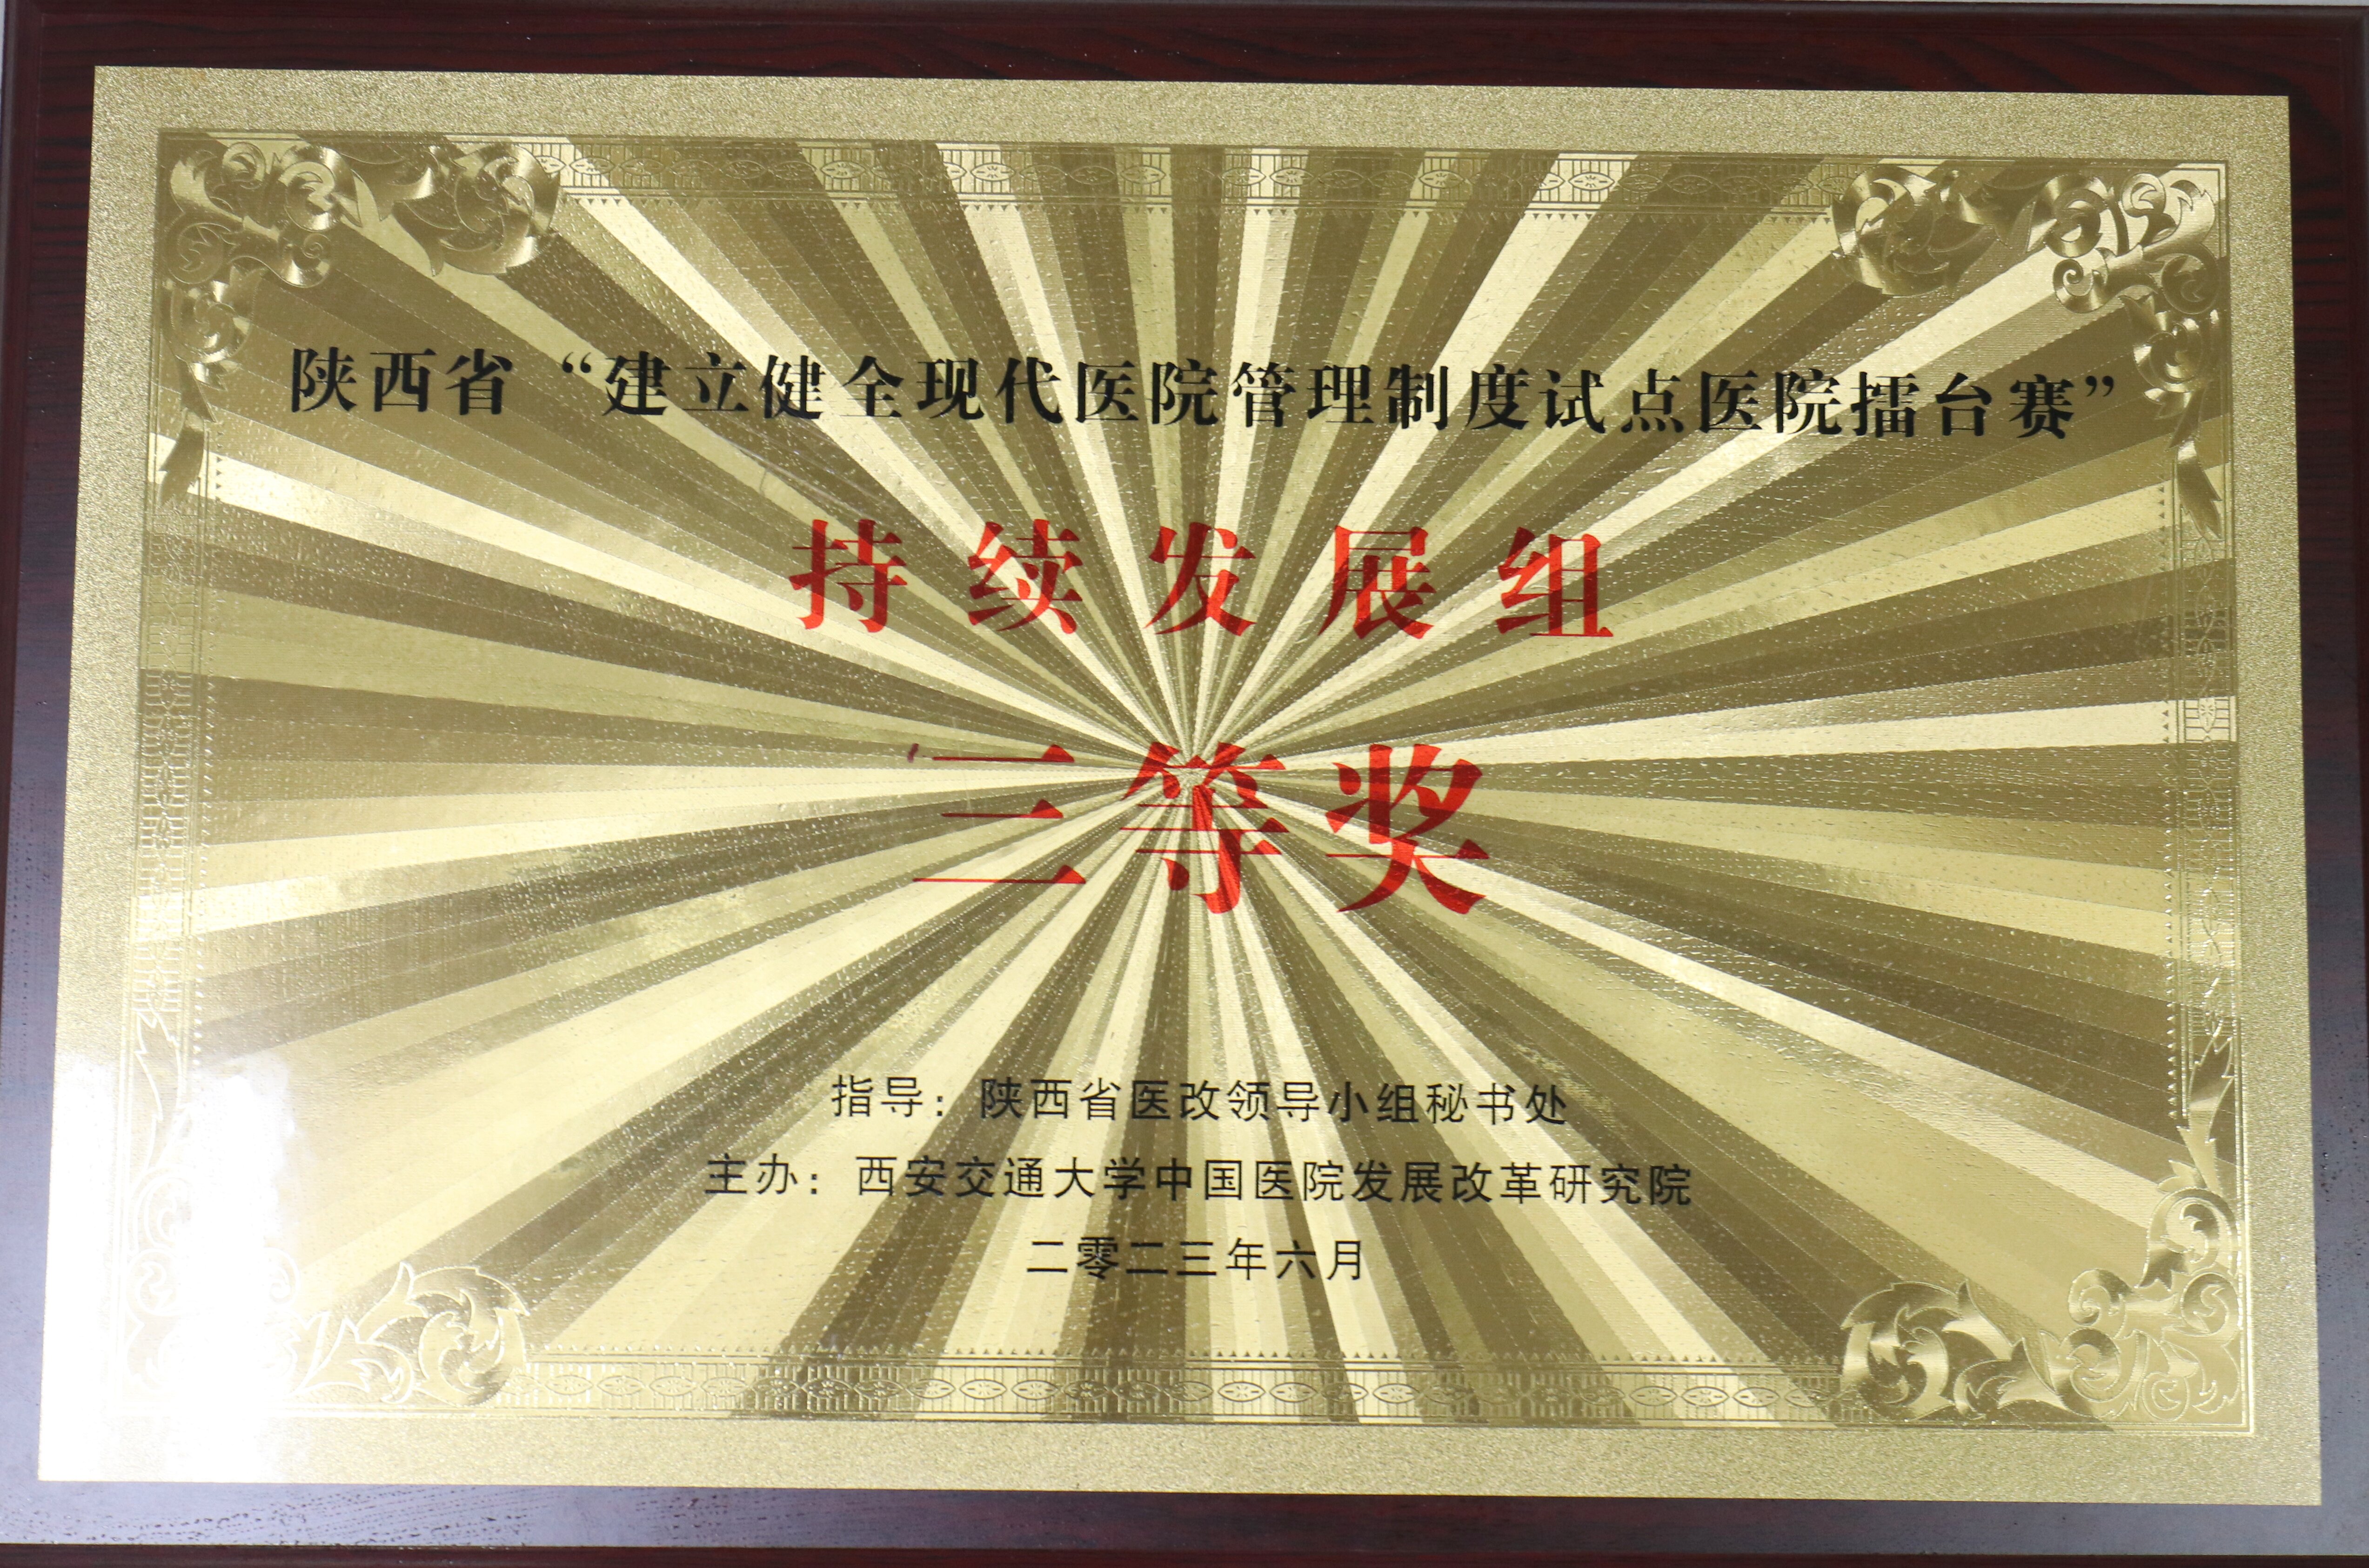 陕西省“建立健全现代医院管理制度试点医院擂台赛”
持续发展组
三等奖
指导：陕西省医改领导小组秘书处
主办：西安交通大学中国医院发展改革研究院
二零二三年六月